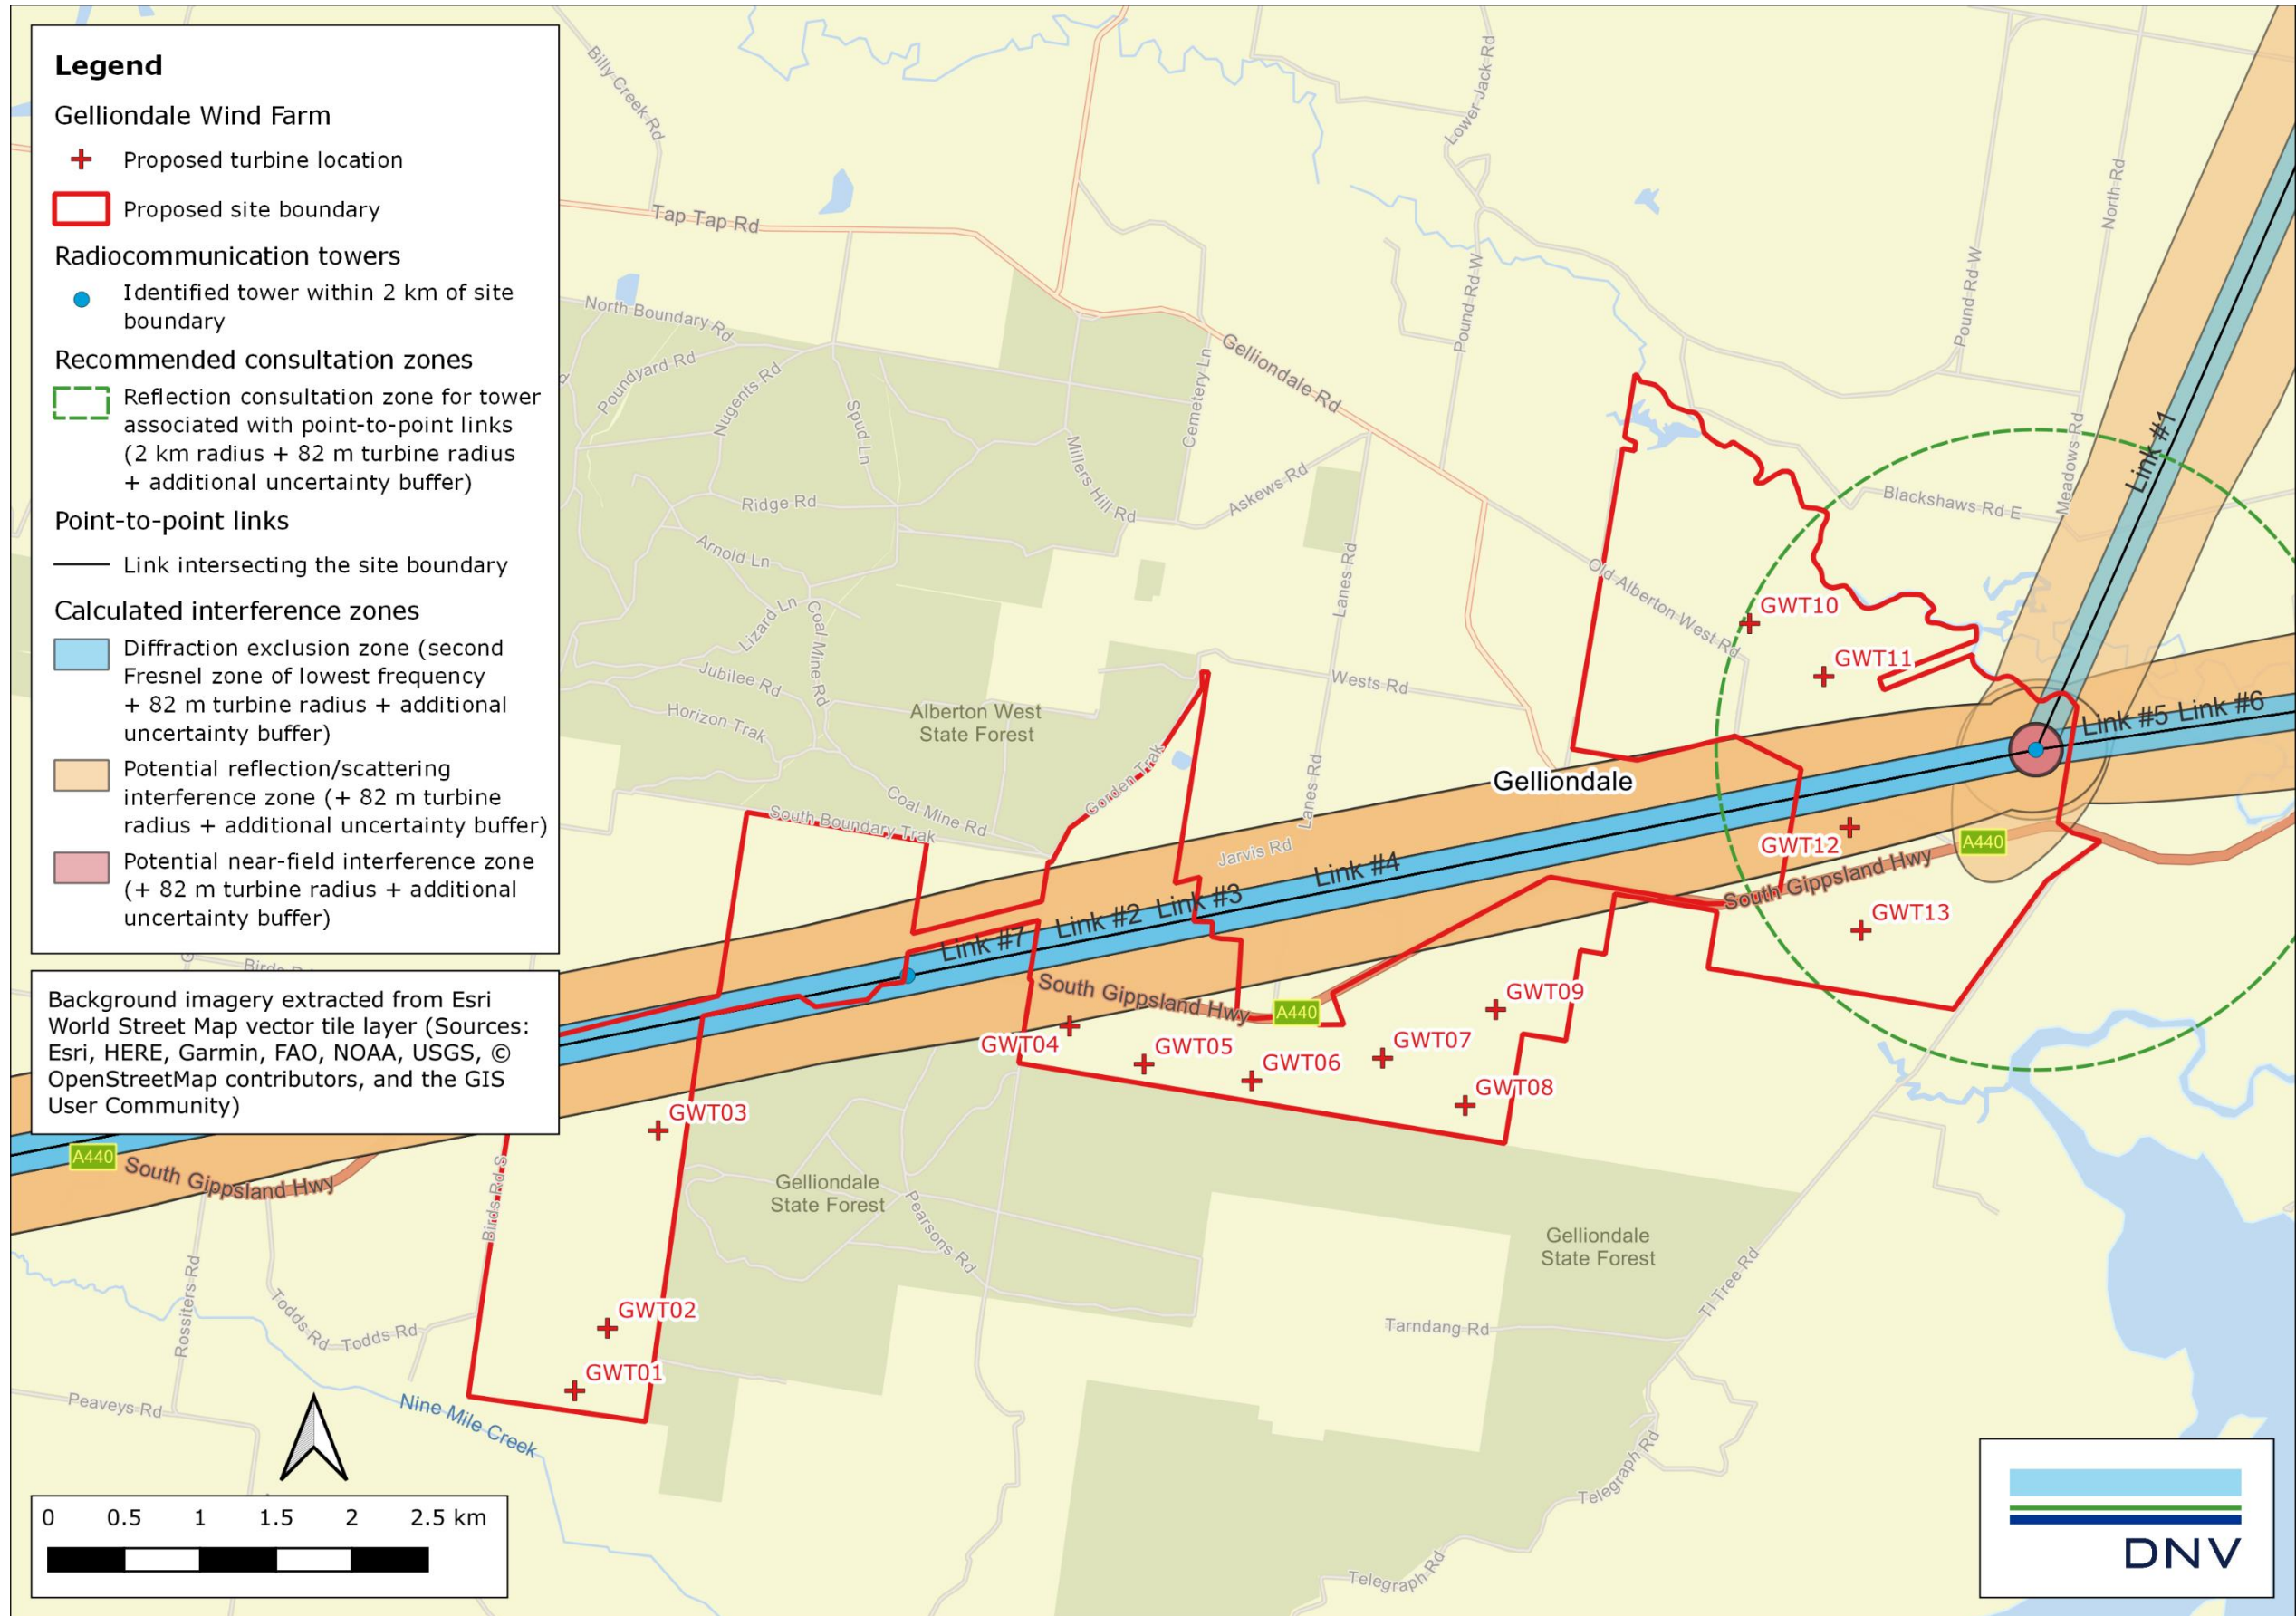 Legend
Gelliondale Wind Farm
Proposed turbine location
Proposed site boundary
Radiocommunication towers
Identified tower within 2 km of site
boundary
Recommended consultation zones
Reflection consultation zone for tower
associated with point-to-point links
(2 km radius + 82 m turbine radius
+ additional uncertainty buffer)
Point-to-point links
Link intersecting the site boundary
Calculated interference zones
Diffraction exclusion zone (second
Fresnel zone of lowest frequency
+ 82 m turbine radius + additional
uncertainty buffer)
Potential reflection/scattering
interference zone (+ 82 m turbine
radius + additional uncertainty buffer)
Potential near-field interference zone
(+ 82 m turbine radius + additional
uncertainty buffer)
Background imagery extracted from Esri
World Street Map vector tile layer (Sources:
Esri, HERE, Garmin, FAO, NOAA, USGS, ©
OpenStreetMap contributors, and the GIS
User Community)
Billy Creek Rd
Lower Jack Rd
North Rd
Tap Tap Rd
Pound Rd W
Pound Rd W
North Boundary Rd
Gelliondale Rd
Poundyard Rd
Nugents Rd
Spud Ln
Cemetery Ln
Millers Hill Rd
Askews Rd
Meadows Rd
Link #1
Blackshaws Rd E
Ridge Rd
Arnold Ln
Lanes Rd
Old Alberton West Rd
Lizard Ln
Coal Mine Rd
GWT10
GWT11
Jubilee Rd
Wests Rd
Horizon Trak
Alberton West
State Forest
Link #5
Link #6
Gorden Trak
Gelliondale
Lanes Rd
Coal Mine Rd
South Boundary Trak
Jarvis Rd
GWT12
A440
South Gippsland Hwy
Link #4
Link #3
Link #2
Link #7
GWT13
Birds
South Gippsland Hwy
A440
GWT04
GWT05
GWT06
GWT07
GWT08
GWT09
GWT03
A440
South Gippsland Hwy
Birds Rd S
Gelliondale
State Forest
Pearsons Rd
Gelliondale
State Forest
Rossiters Rd
Todds Rd
Todds Rd
GWT02
GWT01
Tarndang Rd
TI Tree Rd
Peaveys Rd
Nine Mile Creek
Telegraph Rd
Telegraph Rd
0 0.5 1 1.5 2 2.5 km
DNV